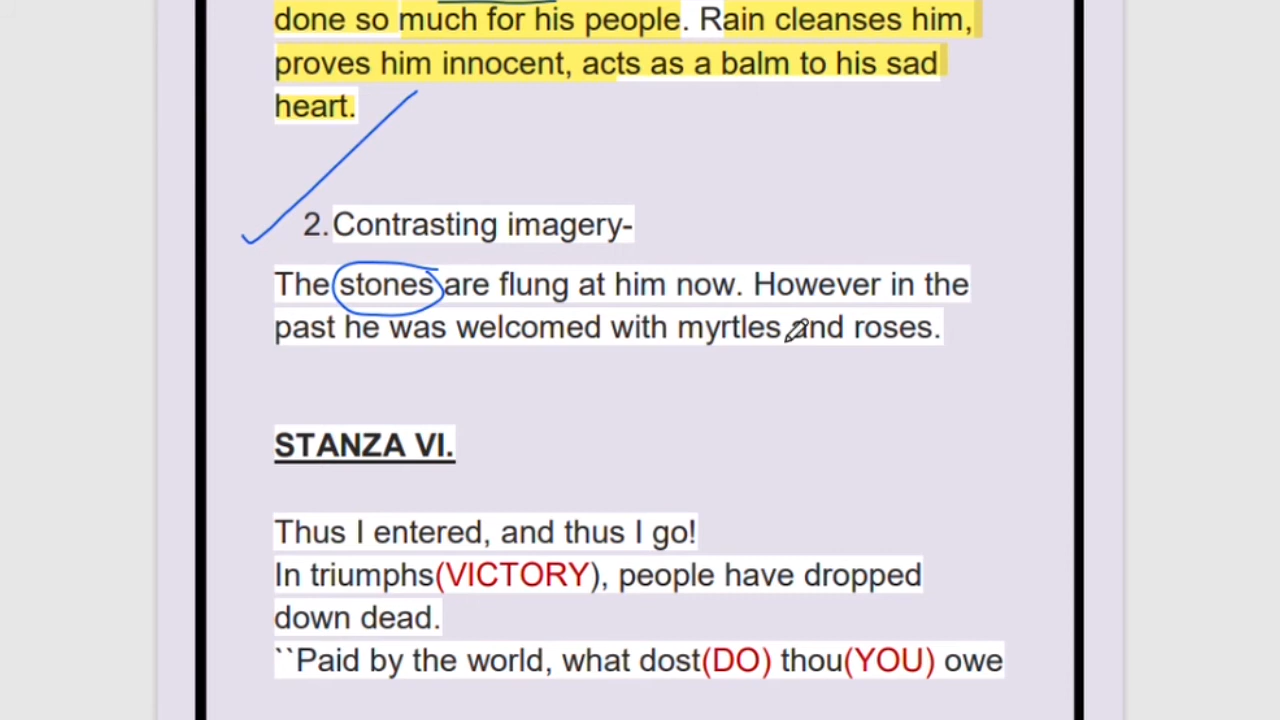 done so much for his people. Rain cleanses him,
proves him innocent, acts as a balm to his sad
heart.
2. Contrasting imagery-
The stones are flung at him now. However in the
past he was welcomed with myrtles and roses.
STANZA VI.
Thus I entered, and thus I go!
In triumphs(VICTORY), people have dropped
down dead.
``Paid by the world, what dost(DO) thou(YOU) owe